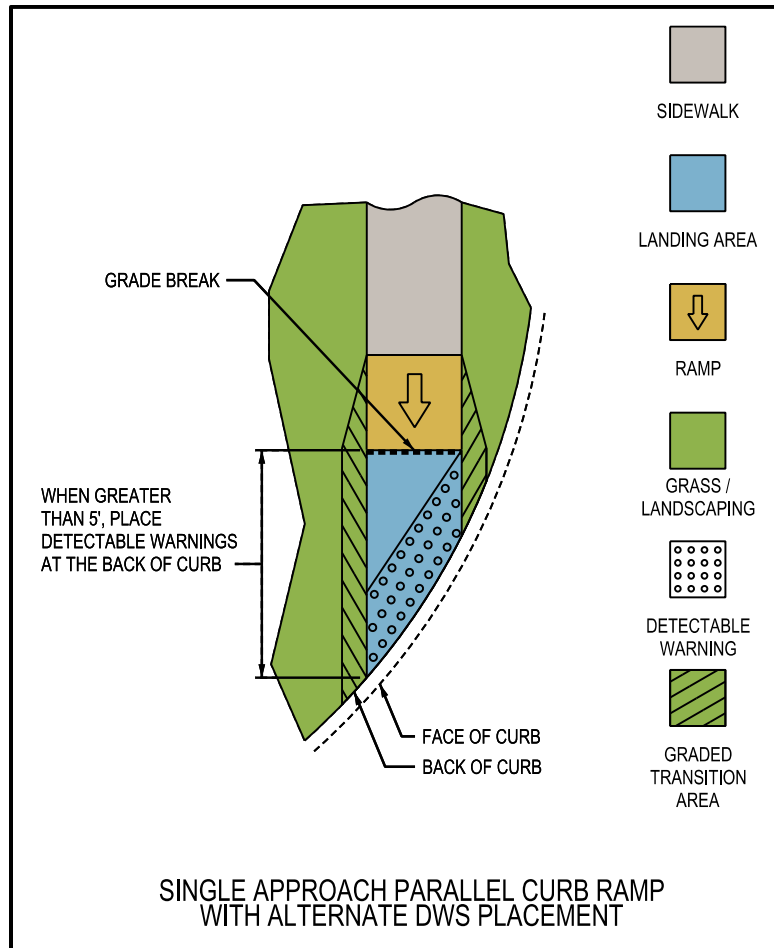 SIDEWALK
LANDING AREA
GRADE BREAK
RAMP
WHEN GREATER
THAN 5', PLACE
DETECTABLE WARNINGS
AT THE BACK OF CURB
GRASS /
LANDSCAPING
DETECTABLE
WARNING
FACE OF CURB
BACK OF CURB
GRADED
TRANSITION
AREA
SINGLE APPROACH PARALLEL CURB RAMP
WITH ALTERNATE DWS PLACEMENT